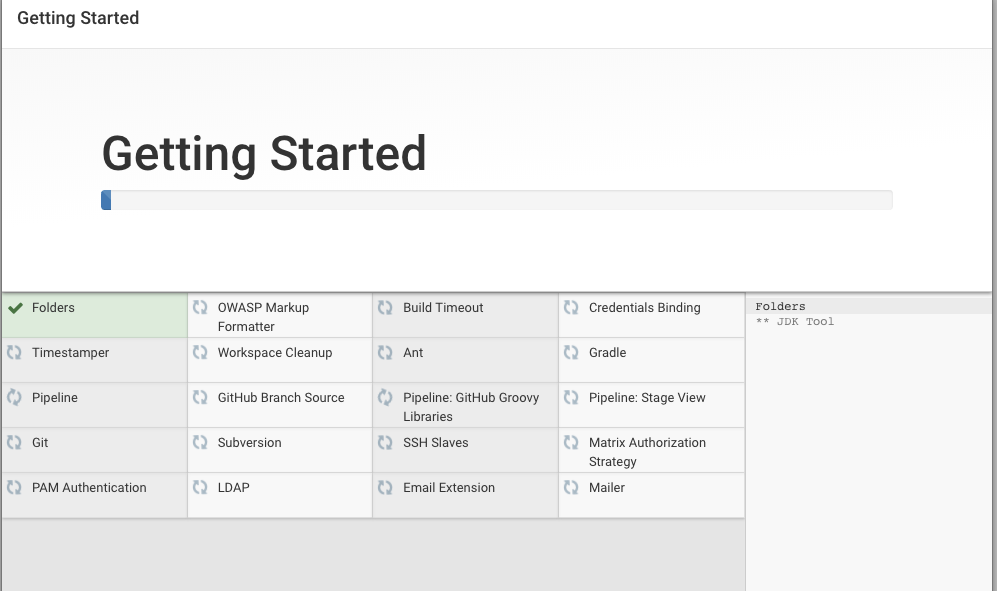 Getting Started
Getting Started
Folders
OWASP Markup
Formatter
Build Timeout
Credentials Binding
Timestamper
Workspace Cleanup
Ant
Gradle
Pipeline
GitHub Branch Source
Pipeline: GitHub Groovy
Libraries
Pipeline: Stage View
Git
Subversion
SSH Slaves
Matrix Authorization
Strategy
PAM Authentication
LDAP
Email Extension
Mailer
Folders
** JDK Tool